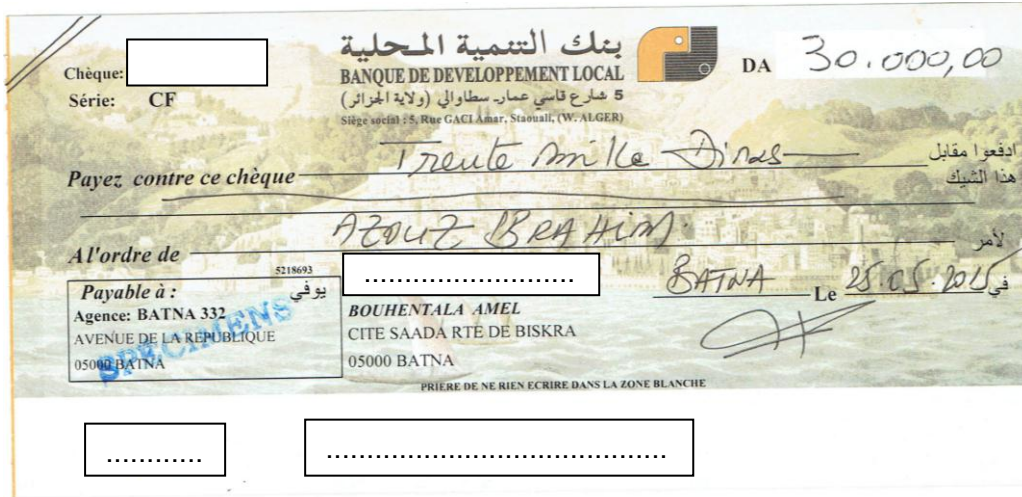 بنك التنمية المحلية
BANQUE DE DEVELOPPEMENT LOCAL
5 شارع قاسي عمار، سطاوالي (ولاية الجزائر)
Siège social : 5, Rue GACI Amar, Staouali, (W. ALGER)
Chèque:
Série: CF
DA 30.000,00
Trente mille Dinas
ادفعوا مقابل
Payez contre ce chèque
هذا الشيك
AZOUZ BRAHIM
لأمر
A l'ordre de
5218693
Payable à : يوفي
Agence: BATNA 332
AVENUE DE LA REPUBLIQUE
05000 BATNA
SPECIMENS
...........................
BOUHENTALA AMEL
CITE SAADA RTE DE BISKRA
05000 BATNA
BATNA Le 25.05.2015 في
PRIERE DE NE RIEN ECRIRE DANS LA ZONE BLANCHE
............
..........................................